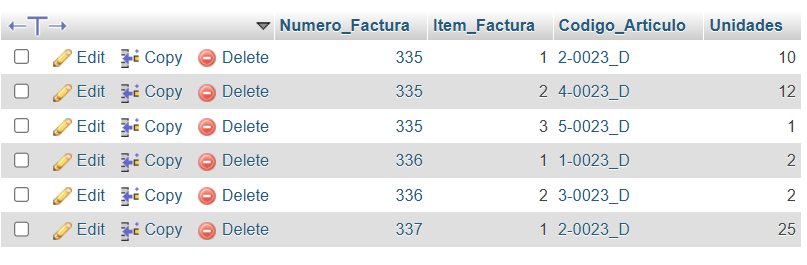 Numero_Factura Item_Factura Codigo_Articulo Unidades
Edit Copy Delete 335 1 2-0023_D 10
Edit Copy Delete 335 2 4-0023_D 12
Edit Copy Delete 335 3 5-0023_D 1
Edit Copy Delete 336 1 1-0023_D 2
Edit Copy Delete 336 2 3-0023_D 2
Edit Copy Delete 337 1 2-0023_D 25